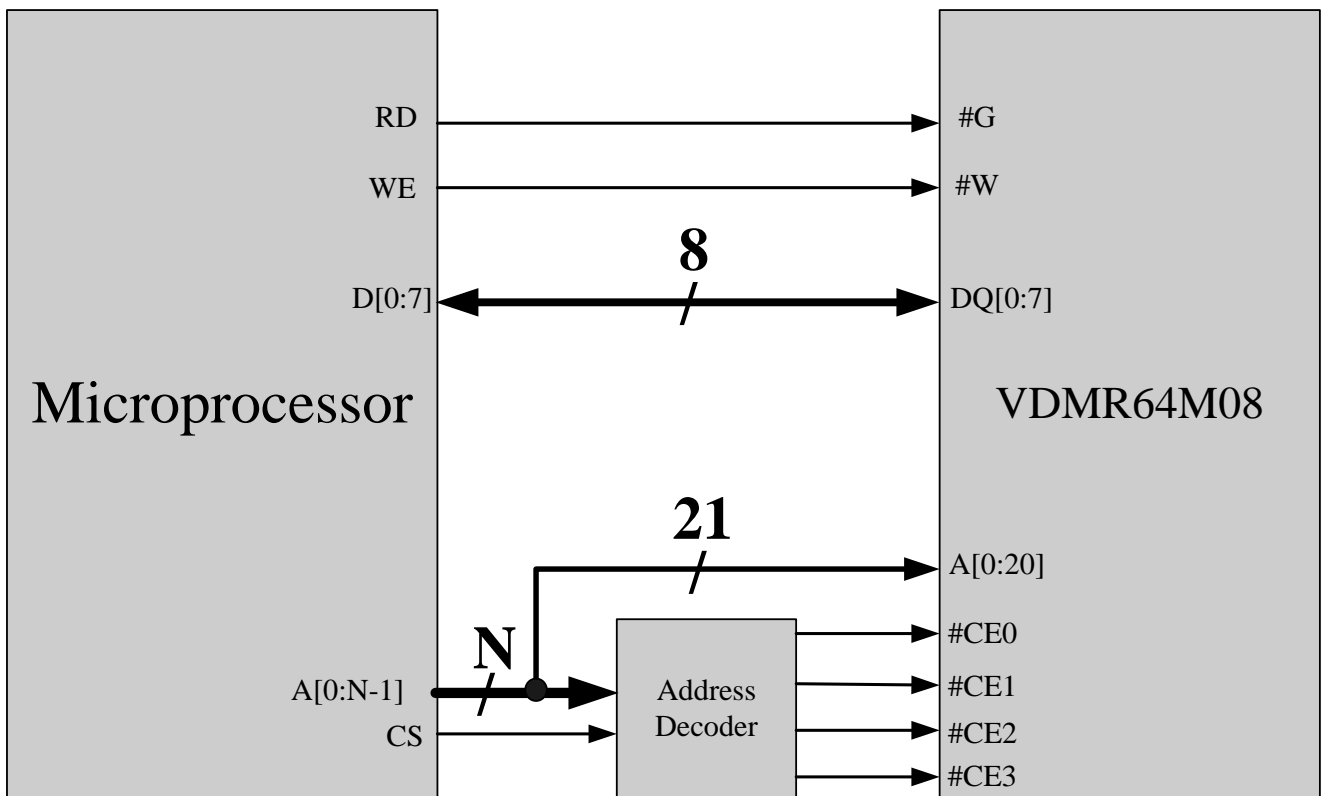 RD
#G
WE
#W
8
D[0:7]
DQ[0:7]
Microprocessor
VDMR64M08
21
A[0:20]
#CE0
N
A[0:N-1]
Address
Decoder
#CE1
CS
#CE2
#CE3